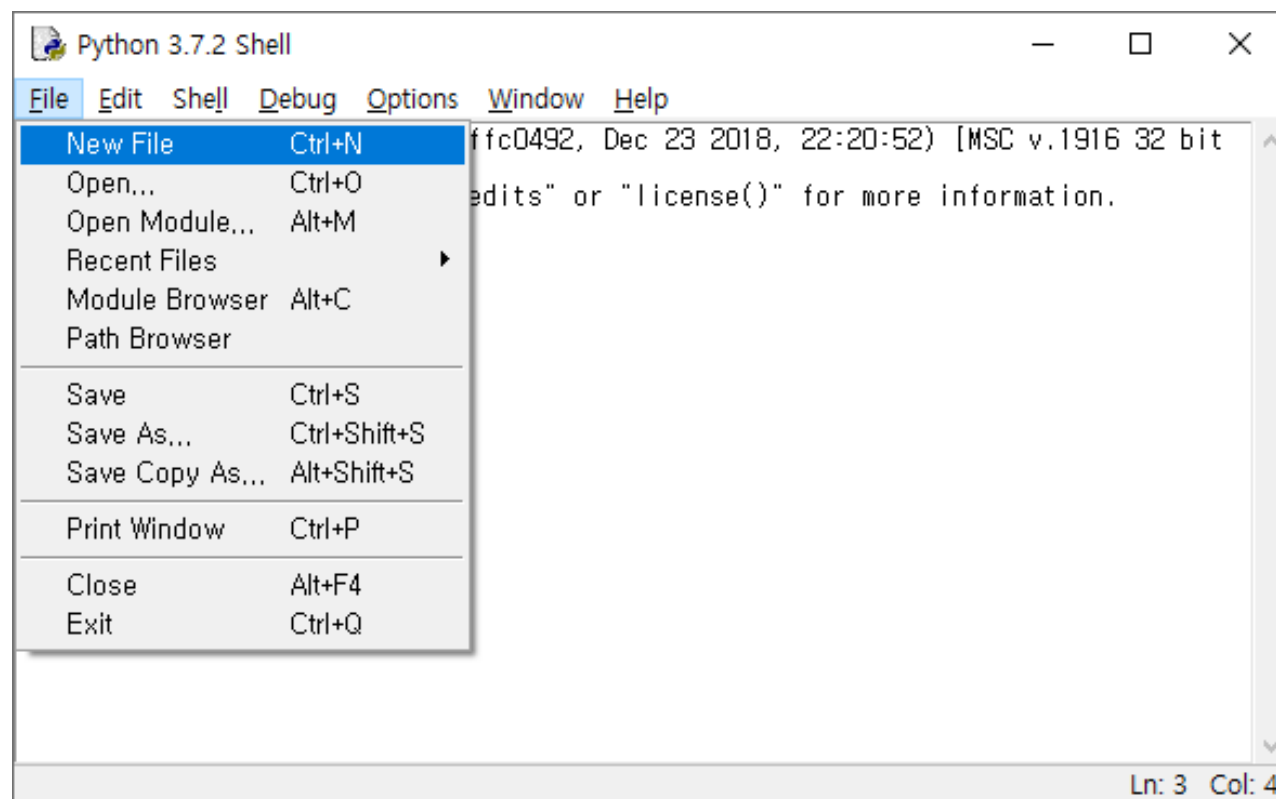 Python 3.7.2 Shell
File Edit Shell Debug Options Window Help
New File Ctrl+N
ffc0492, Dec 23 2018, 22:20:52) [MSC v.1916 32 bit
Open... Ctrl+O
edits" or "license()" for more information.
Open Module... Alt+M
Recent Files
Module Browser Alt+C
Path Browser
Save Ctrl+S
Save As... Ctrl+Shift+S
Save Copy As... Alt+Shift+S
Print Window Ctrl+P
Close Alt+F4
Exit Ctrl+Q
Ln: 3 Col: 4